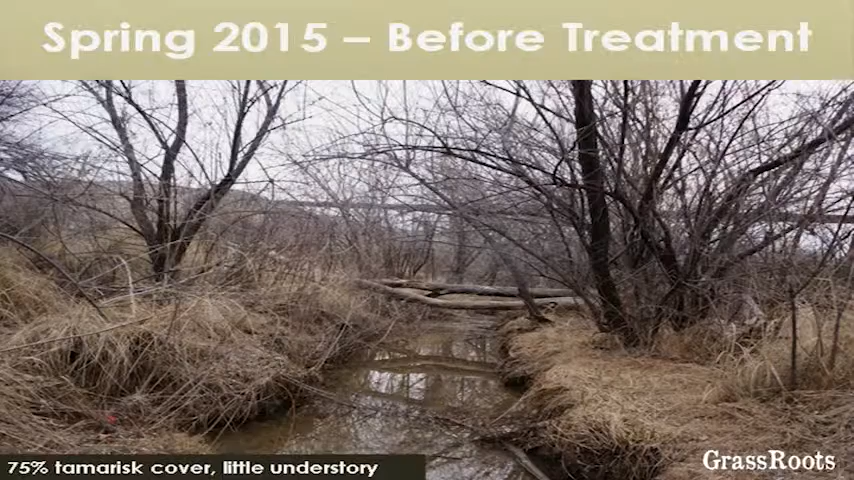 Spring 2015 – Before Treatment
75% tamarisk cover, little understory
GrassRoots